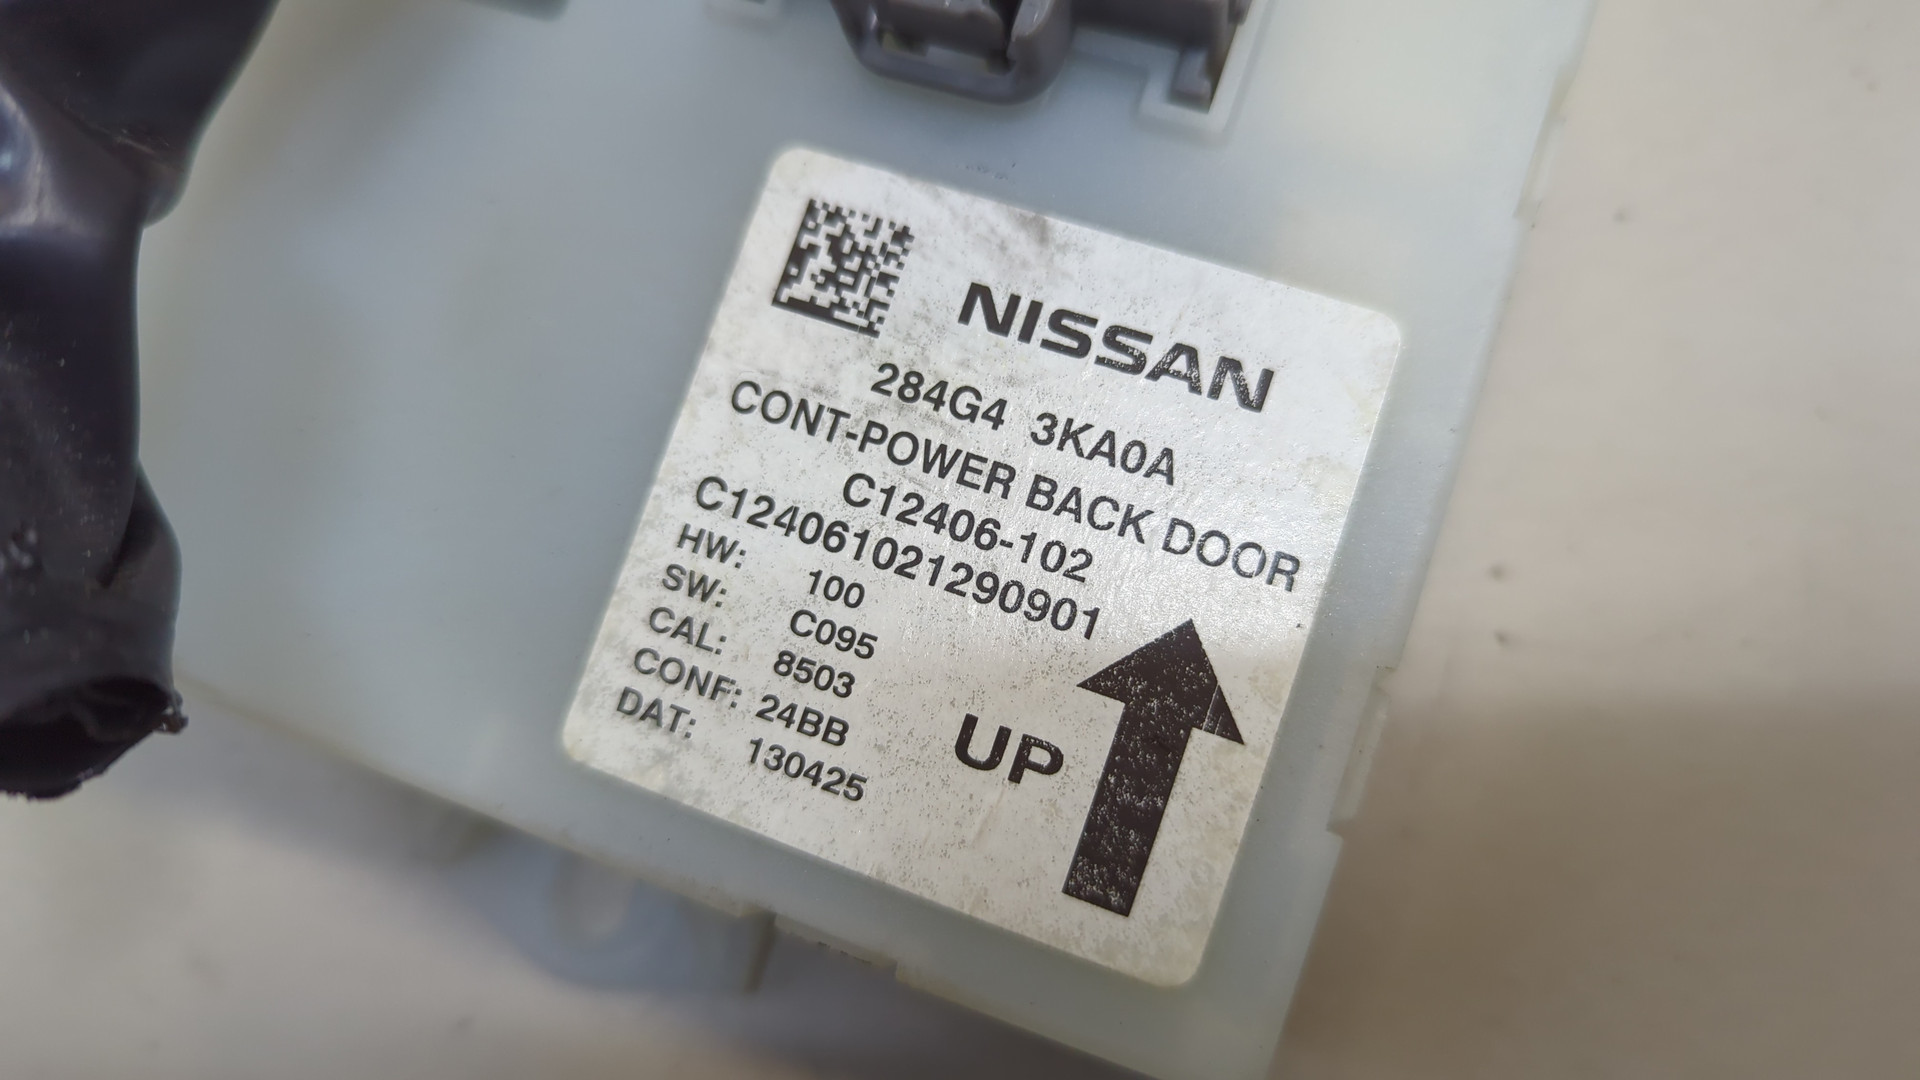 NISSAN
284G4 3KA0A
CONT-POWER BACK DOOR
C12406-102
C124061021290901
HW: 100
SW: C095
CAL: 8503
CONF: 24BB
DAT: 130425
UP